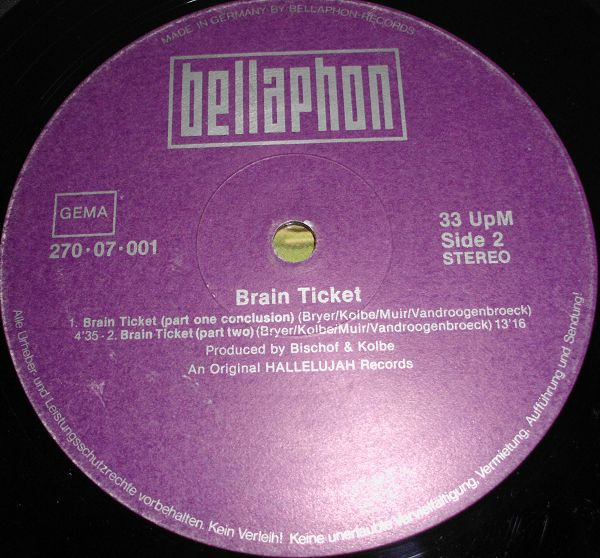 MADE IN GERMANY BY BELLAPHON RECORDS
bellaphon
GEMA
270·07·001
33 UpM
Side 2
STEREO
Brain Ticket
1. Brain Ticket (part one conclusion) (Bryer/Kolbe/Muir/Vandroogenbroeck)
4'35 - 2. Brain Ticket (part two) (Bryer/Kolbe/Muir/Vandroogenbroeck) 13'16
Produced by Bischof & Kolbe
An Original HALLELUJAH Records
Alle Urheber- und Leistungsschutzrechte vorbehalten. Kein Verleih! Keine unerlaubte Vervielfältigung, Vermietung, Aufführung und Sendung!